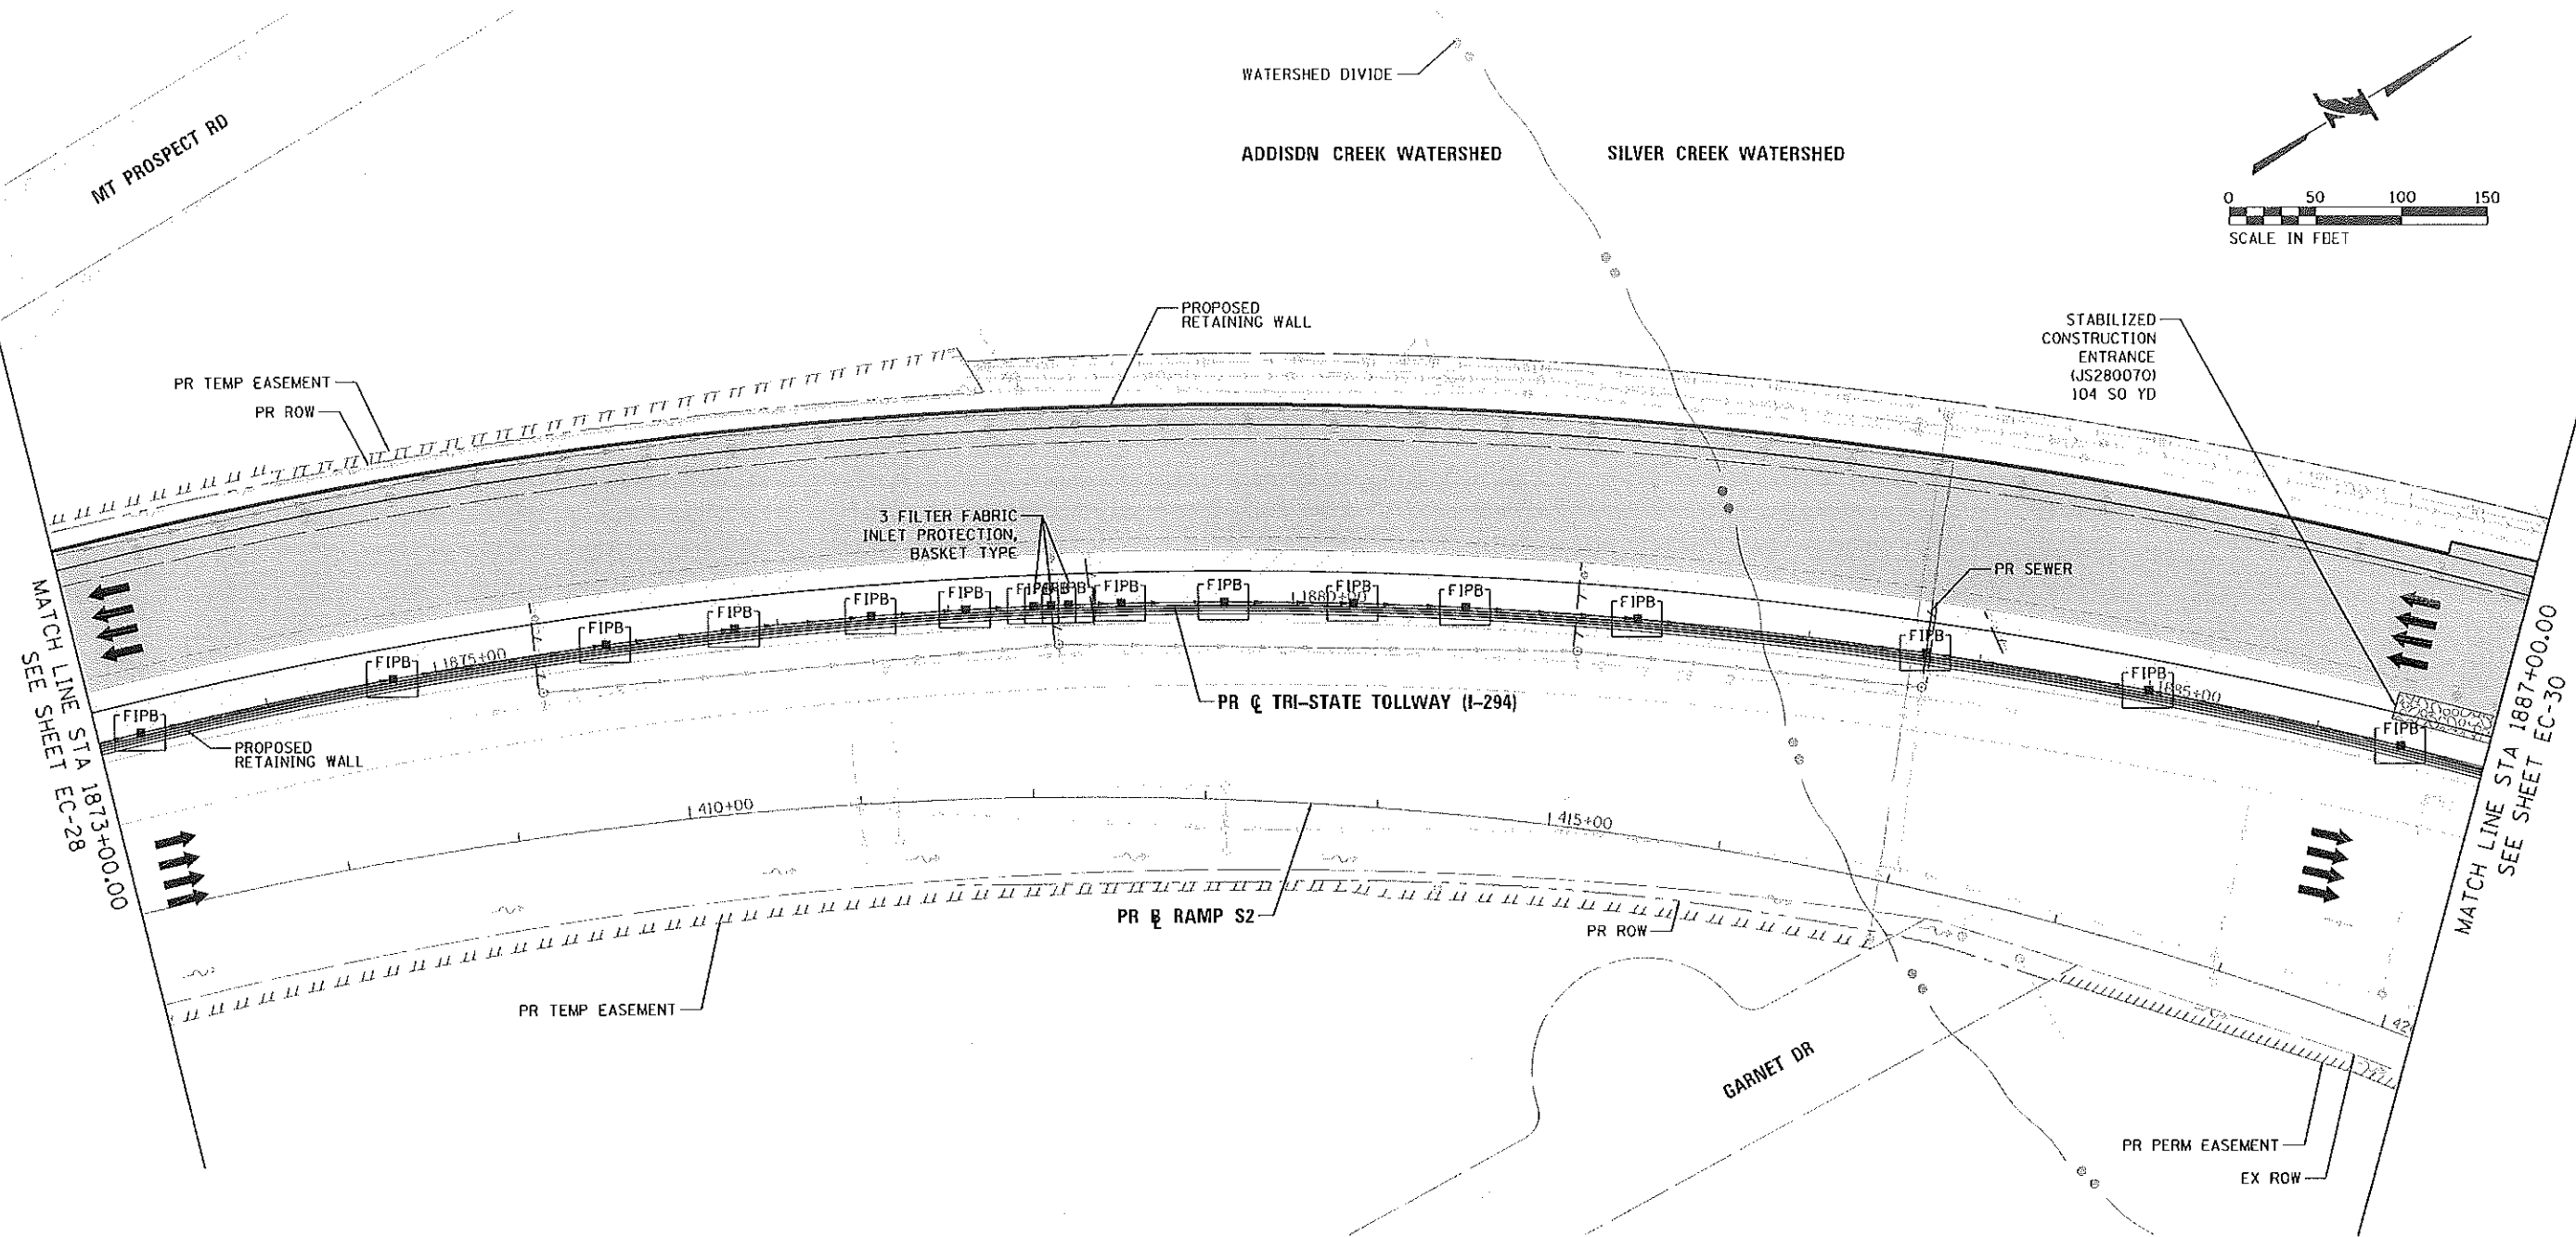 WATERSHED DIVIDE
MT PROSPECT RD
ADDISON CREEK WATERSHED
SILVER CREEK WATERSHED
0 50 100 150
SCALE IN FEET
PROPOSED
RETAINING WALL
STABILIZED
CONSTRUCTION
ENTRANCE
(JS280070)
104 SQ YD
PR TEMP EASEMENT
PR ROW
3 FILTER FABRIC
INLET PROTECTION,
BASKET TYPE
MATCH LINE STA 1873+00.00
SEE SHEET EC-28
FIPB
FIPB
1875+00
FIPB
FIPB
FIPB
FIPB
FIPB
FIPB
1880+00
FIPB
FIPB
FIPB
PR SEWER
FIPB
FIPB
1885+00
FIPB
MATCH LINE STA 1887+00.00
SEE SHEET EC-30
PR CL TRI-STATE TOLLWAY (I-294)
PROPOSED
RETAINING WALL
410+00
415+00
PR BL RAMP S2
PR ROW
PR TEMP EASEMENT
GARNET DR
PR PERM EASEMENT
EX ROW